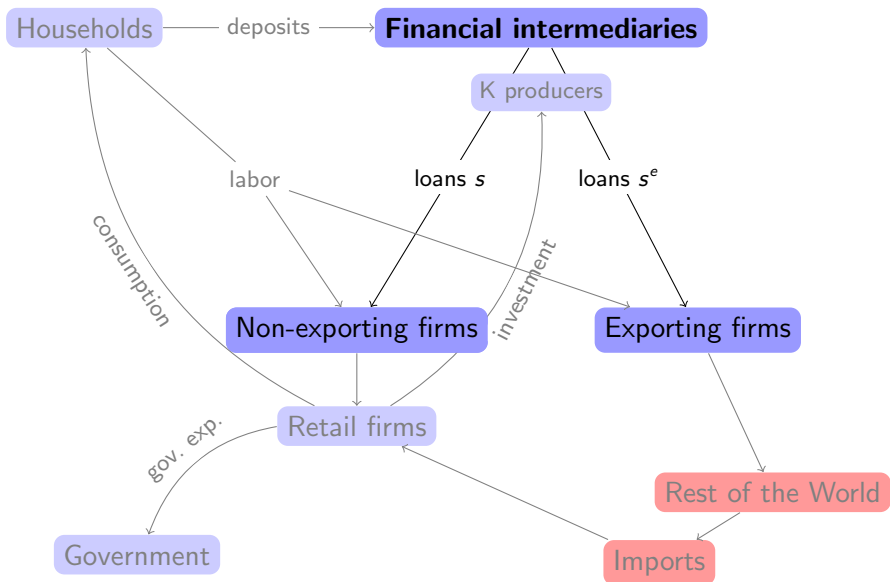 Households
deposits
Financial intermediaries
K producers
labor
loans s
loans s^e
consumption
investment
Non-exporting firms
Exporting firms
Retail firms
gov. exp.
Rest of the World
Government
Imports